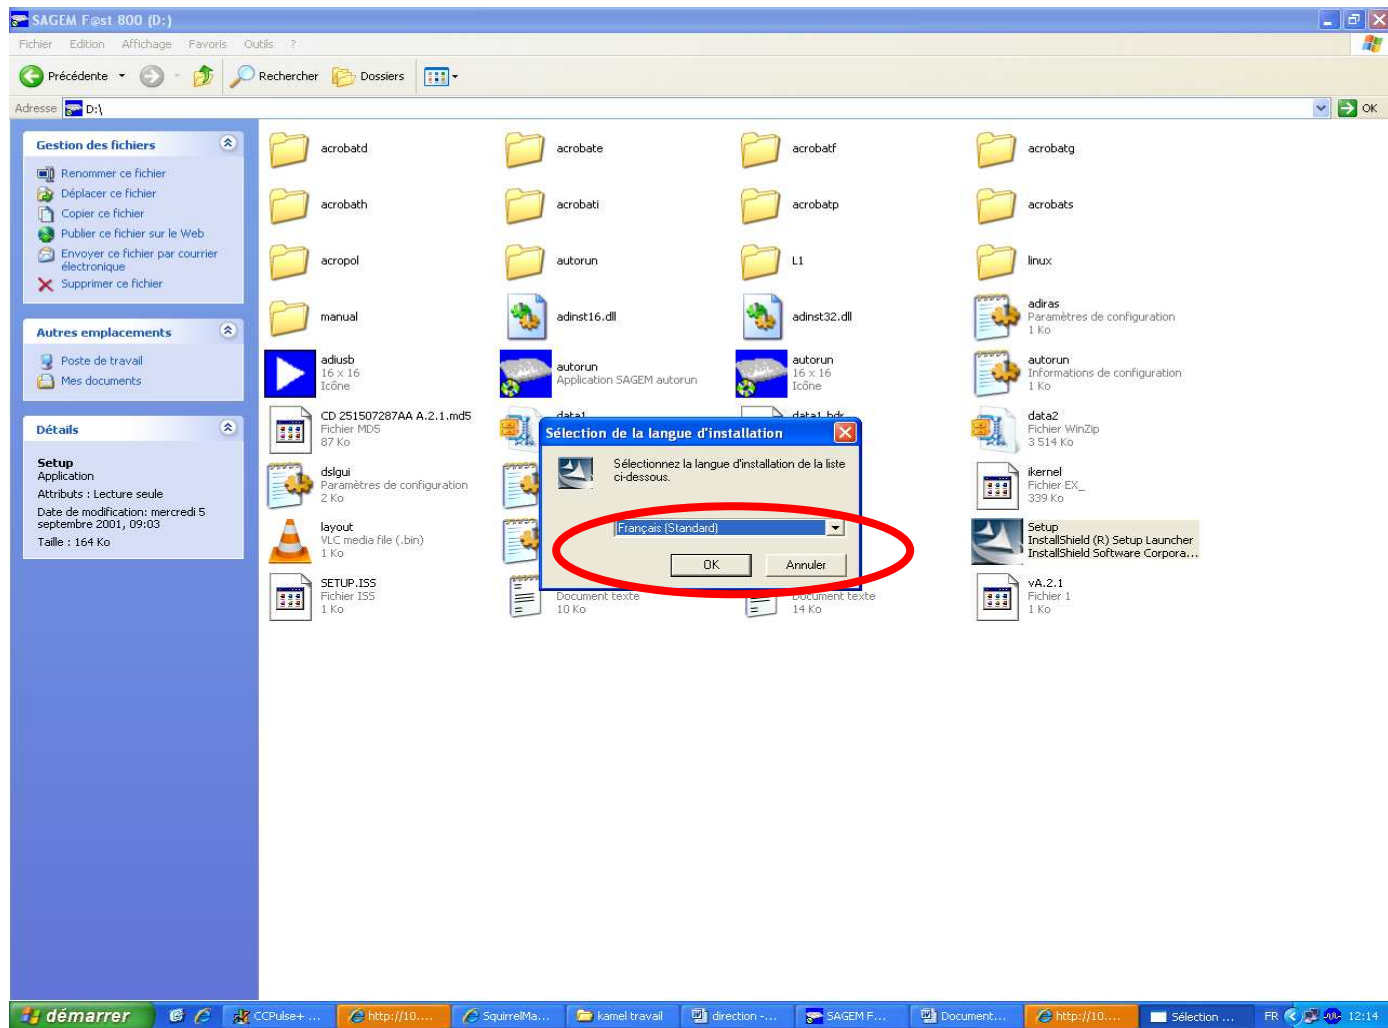 SAGEM F@st 800 (D:)
Fichier Edition Affichage Favoris Outils ?
Précédente Rechercher Dossiers
Adresse D:\ OK
Gestion des fichiers
Renommer ce fichier
Déplacer ce fichier
Copier ce fichier
Publier ce fichier sur le Web
Envoyer ce fichier par courrier
électronique
Supprimer ce fichier
Autres emplacements
Poste de travail
Mes documents
Détails
Setup
Application
Attributs : Lecture seule
Date de modification: mercredi 5
septembre 2001, 09:03
Taille : 164 Ko
acrobatd acrobate acrobatf acrobatg
acrobath acrobati acrobatp acrobats
acropol autorun L1 linux
manual adinst16.dll adinst32.dll
adiras
Paramètres de configuration
1 Ko
adiusb
16 x 16
Icône
autorun
Application SAGEM autorun
autorun
16 x 16
Icône
autorun
Informations de configuration
1 Ko
CD 251507287AA A.2.1.md5
Fichier MD5
87 Ko
data1
data1.hdr
data2
Fichier WinZip
3 514 Ko
dslgui
Paramètres de configuration
2 Ko
ikernel
Fichier EX_
339 Ko
layout
VLC media file (.bin)
1 Ko
Setup
InstallShield (R) Setup Launcher
InstallShield Software Corpora...
SETUP.ISS
Fichier ISS
1 Ko
Document texte
10 Ko
Document texte
14 Ko
vA.2.1
Fichier 1
1 Ko
Sélection de la langue d'installation
Sélectionnez la langue d'installation de la liste
ci-dessous.
Français (Standard)
OK Annuler
démarrer CCPulse+ ... http://10.... SquirrelMa... kamel travail direction -... SAGEM F... Document... http://10.... Sélection ... FR 12:14